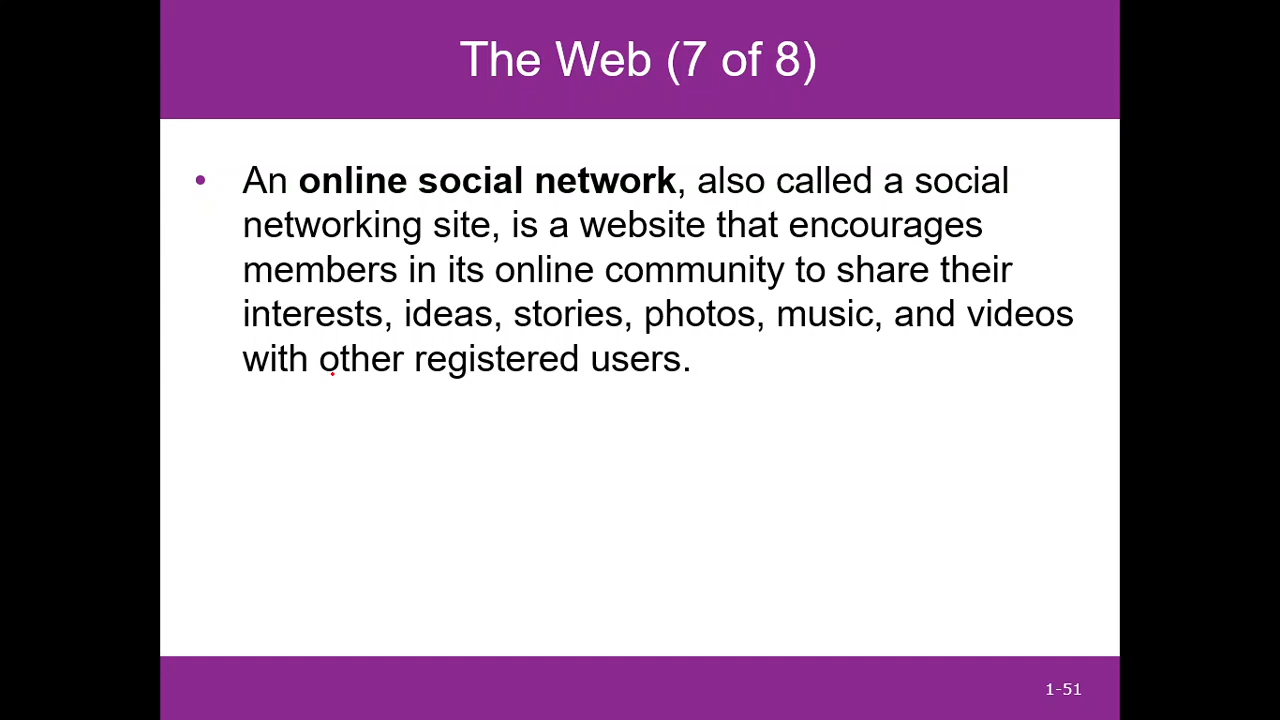 The Web (7 of 8)
• An online social network, also called a social
networking site, is a website that encourages
members in its online community to share their
interests, ideas, stories, photos, music, and videos
with other registered users.
1-51